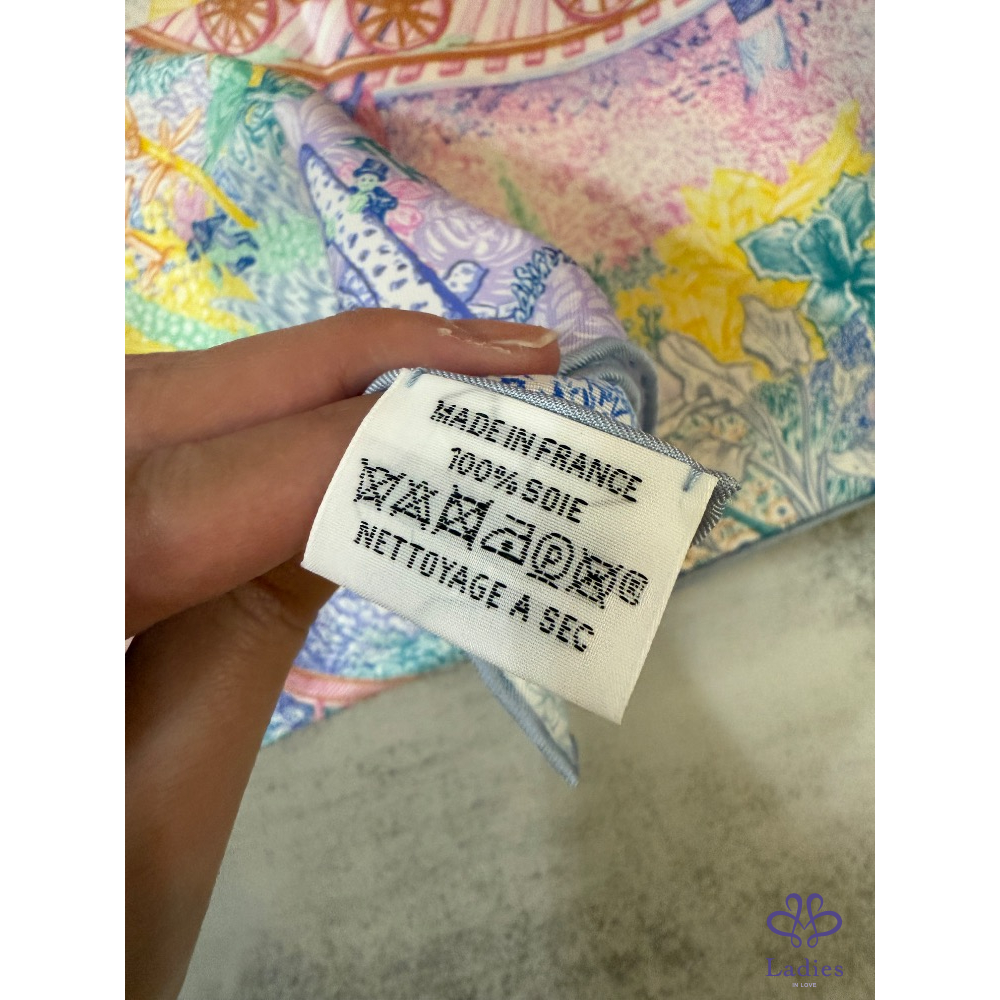 MADE IN FRANCE
100% SOIE
NETTOYAGE A SEC
Ladies
IN LOVE